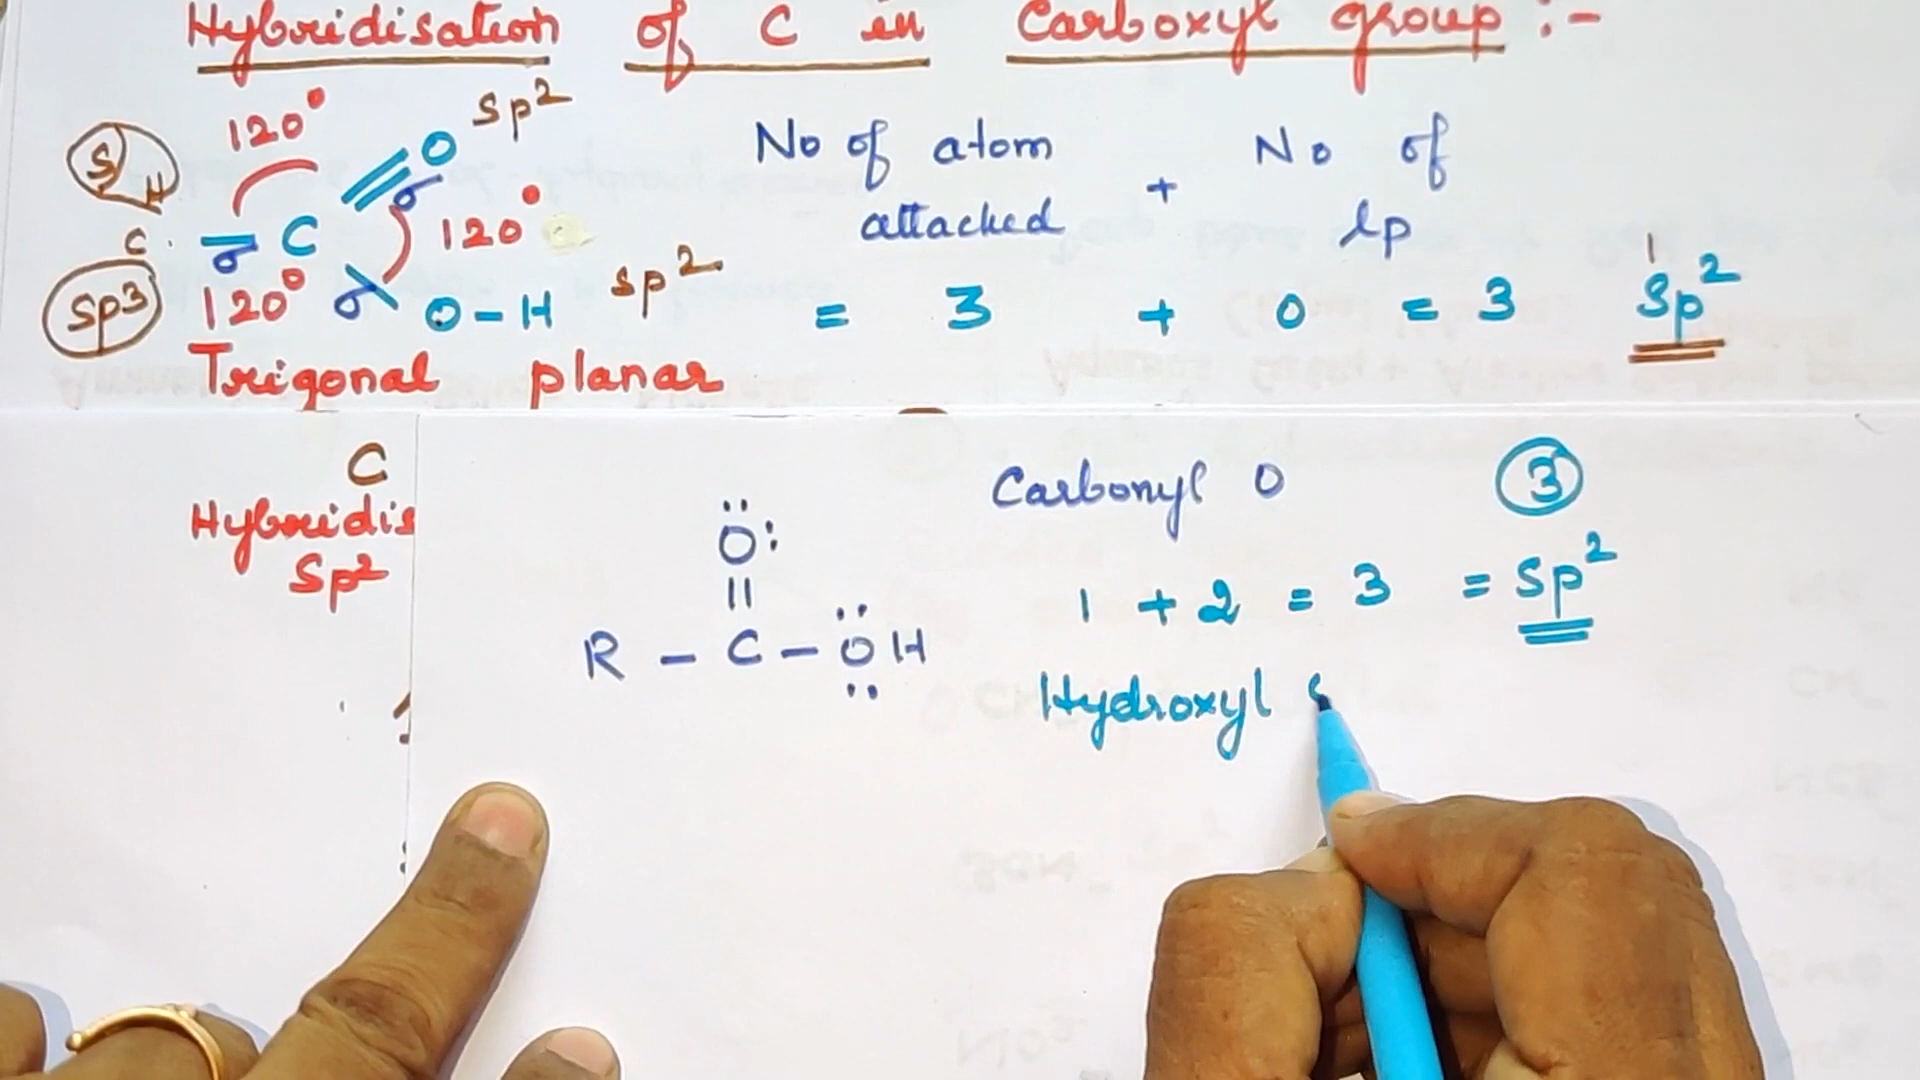 Hybridisation of C in Carboxyl group :-
120° O sp2
S/H
C. C σ σ 120°
sp3 120° σ O-H sp2
Trigonal planar
No of atom attached + No of lp
= 3 + 0 = 3 Sp2
C
Hybridis
Sp2
O:
||
R - C - OH
Carbonyl O 3
1 + 2 = 3 = Sp2
Hydroxyl